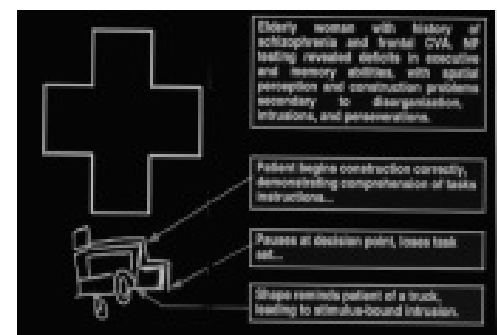 Elderly woman with history of
schizophrenia and frontal CVA. NP
testing revealed deficits in executive
and memory abilities, with spatial
perception and construction problems
secondary to disorganization,
intrusions, and perseverations.
Patient begins construction correctly,
demonstrating comprehension of tasks
instructions...
Pauses at decision point, loses task
set...
Shape reminds patient of a truck,
leading to stimulus-bound intrusion.